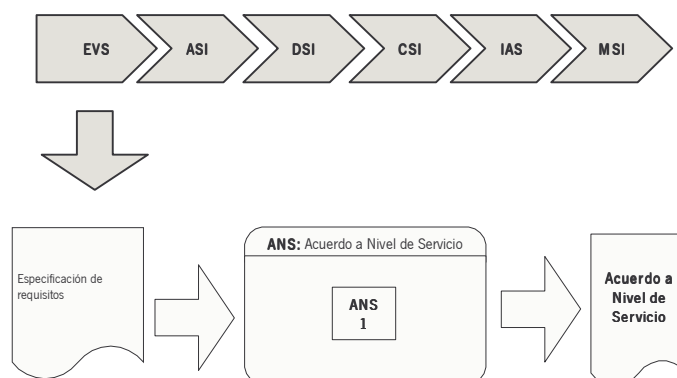 EVS
ASI
DSI
CSI
IAS
MSI
ANS: Acuerdo a Nivel de Servicio
Especificación de
requisitos
ANS
1
Acuerdo a
Nivel de
Servicio